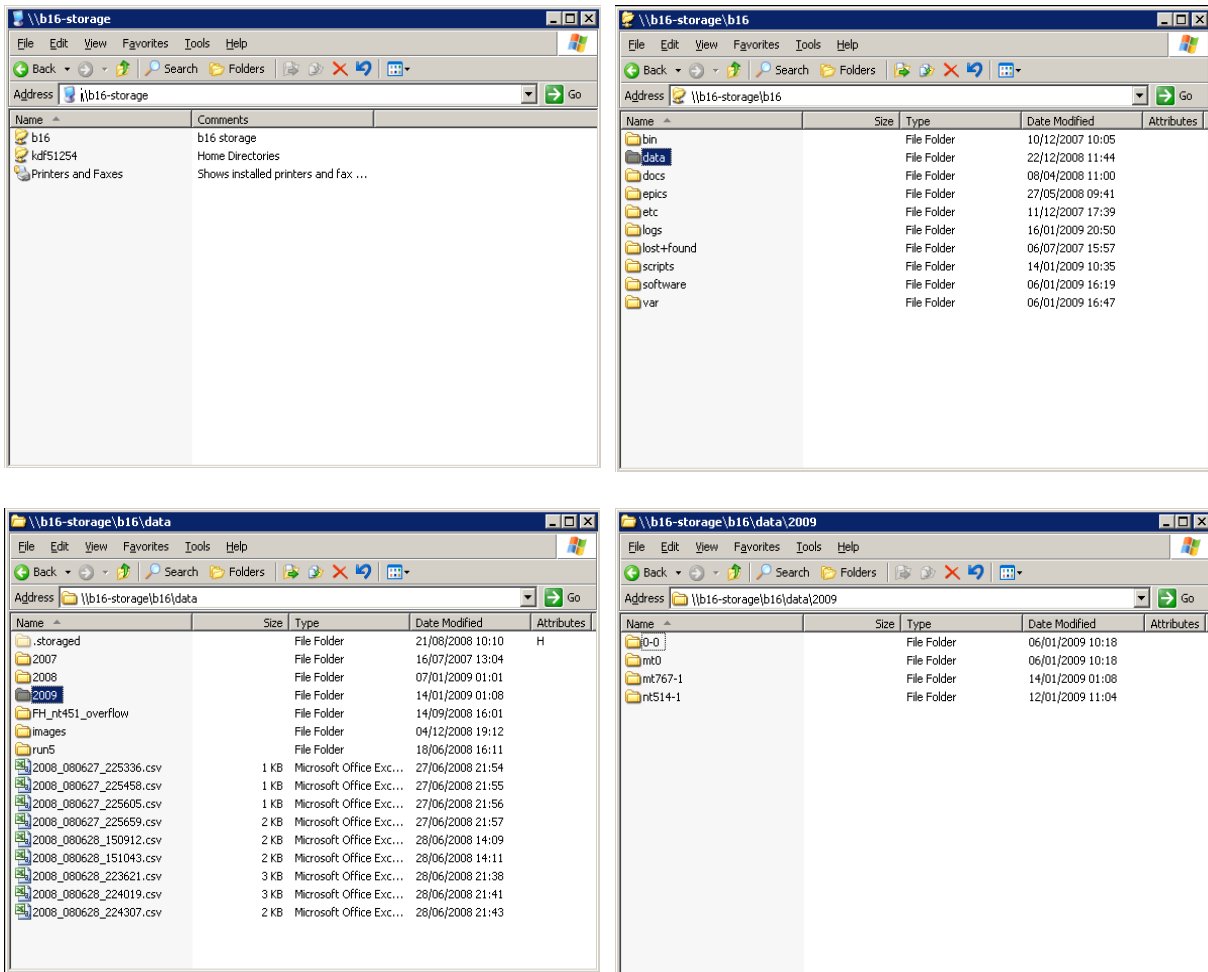 \\b16-storage
File Edit View Favorites Tools Help
Back Search Folders
Address \\b16-storage Go
Name Comments
b16 b16 storage
kdf51254 Home Directories
Printers and Faxes Shows installed printers and fax ...
\\b16-storage\b16
File Edit View Favorites Tools Help
Back Search Folders
Address \\b16-storage\b16 Go
Name Size Type Date Modified Attributes
bin File Folder 10/12/2007 10:05
data File Folder 22/12/2008 11:44
docs File Folder 08/04/2008 11:00
epics File Folder 27/05/2008 09:41
etc File Folder 11/12/2007 17:39
logs File Folder 16/01/2009 20:50
lost+found File Folder 06/07/2007 15:57
scripts File Folder 14/01/2009 10:35
software File Folder 06/01/2009 16:19
var File Folder 06/01/2009 16:47
\\b16-storage\b16\data
File Edit View Favorites Tools Help
Back Search Folders
Address \\b16-storage\b16\data Go
Name Size Type Date Modified Attributes
.storaged File Folder 21/08/2008 10:10 H
2007 File Folder 16/07/2007 13:04
2008 File Folder 07/01/2009 01:01
2009 File Folder 14/01/2009 01:08
FH_nt451_overflow File Folder 14/09/2008 16:01
images File Folder 04/12/2008 19:12
run5 File Folder 18/06/2008 16:11
2008_080627_225336.csv 1 KB Microsoft Office Exc... 27/06/2008 21:54
2008_080627_225458.csv 1 KB Microsoft Office Exc... 27/06/2008 21:55
2008_080627_225605.csv 1 KB Microsoft Office Exc... 27/06/2008 21:56
2008_080627_225659.csv 2 KB Microsoft Office Exc... 27/06/2008 21:57
2008_080628_150912.csv 2 KB Microsoft Office Exc... 28/06/2008 14:09
2008_080628_151043.csv 2 KB Microsoft Office Exc... 28/06/2008 14:11
2008_080628_223621.csv 3 KB Microsoft Office Exc... 28/06/2008 21:38
2008_080628_224019.csv 3 KB Microsoft Office Exc... 28/06/2008 21:41
2008_080628_224307.csv 2 KB Microsoft Office Exc... 28/06/2008 21:43
\\b16-storage\b16\data\2009
File Edit View Favorites Tools Help
Back Search Folders
Address \\b16-storage\b16\data\2009 Go
Name Size Type Date Modified Attributes
0-0 File Folder 06/01/2009 10:18
mt0 File Folder 06/01/2009 10:18
mt767-1 File Folder 14/01/2009 01:08
nt514-1 File Folder 12/01/2009 11:04